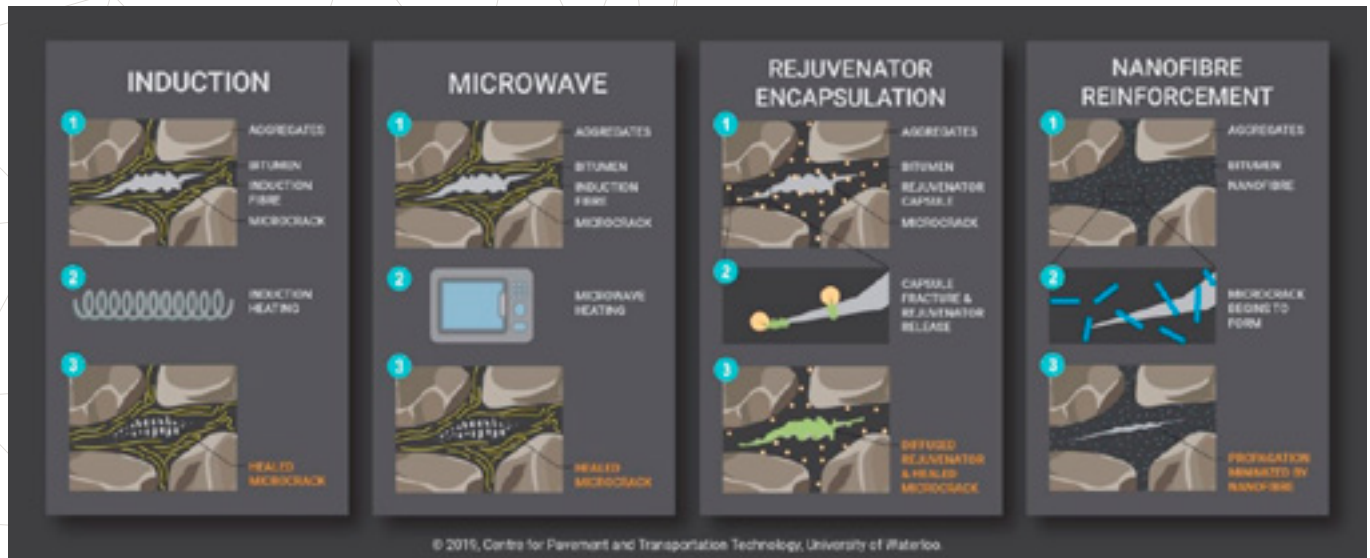 INDUCTION
1
AGGREGATES
BITUMEN
INDUCTION
FIBRE
MICROCRACK
2
INDUCTION
HEATING
3
HEALED
MICROCRACK
MICROWAVE
1
AGGREGATES
BITUMEN
INDUCTION
FIBRE
MICROCRACK
2
MICROWAVE
HEATING
3
HEALED
MICROCRACK
REJUVENATOR
ENCAPSULATION
1
AGGREGATES
BITUMEN
REJUVENATOR
CAPSULE
MICROCRACK
2
CAPSULE
FRACTURE &
REJUVENATOR
RELEASE
3
DIFFUSED
REJUVENATOR
& HEALED
MICROCRACK
NANOFIBRE
REINFORCEMENT
1
AGGREGATES
BITUMEN
NANOFIBRE
2
MICROCRACK
BEGINS TO
FORM
3
PROPAGATION
MINIMIZED BY
NANOFIBRE
© 2019, Centre for Pavement and Transportation Technology, University of Waterloo.